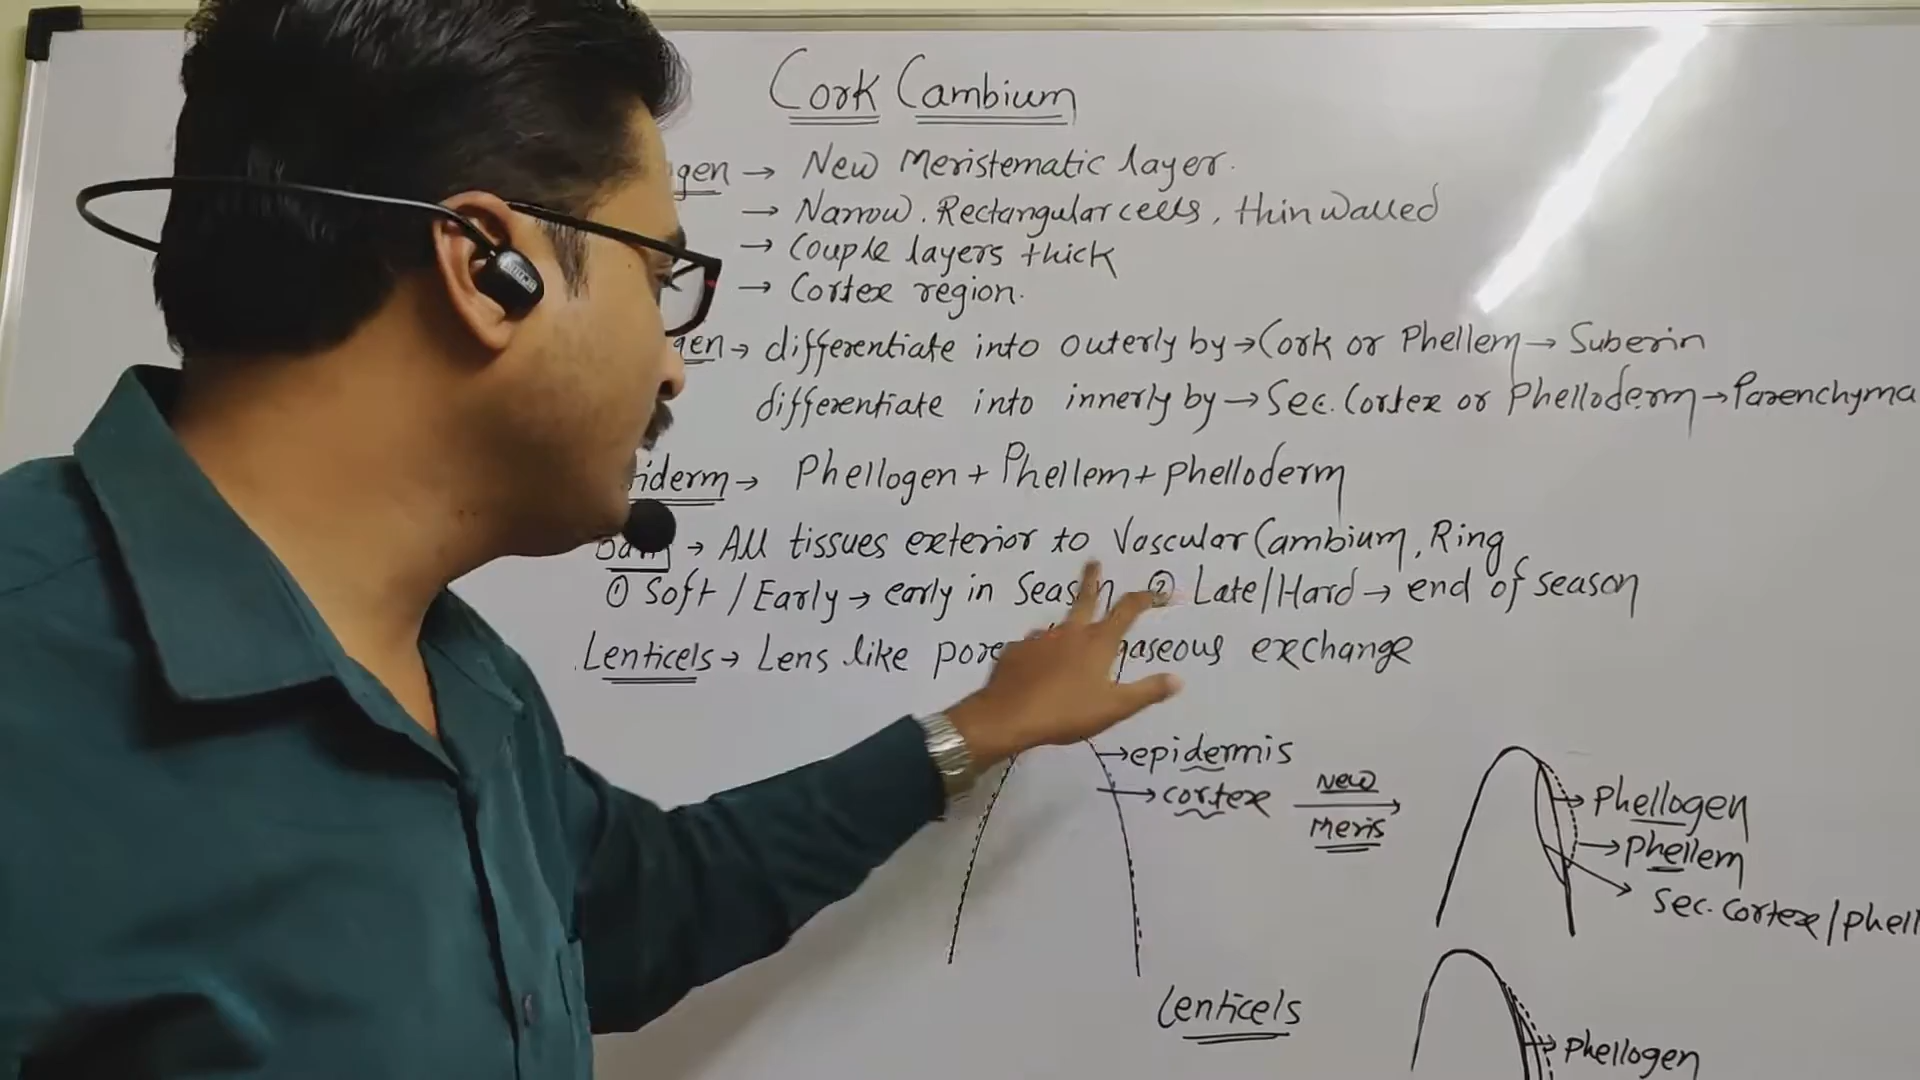 Cork Cambium
gen → New Meristematic layer.
→ Narrow. Rectangular cells, thin walled
→ Couple layers thick
→ Cortex region.
gen → differentiate into outerly by → Cork or Phellem → Suberin
differentiate into innerly by → Sec. Cortex or Phelloderm → Parenchyma
iderm → Phellogen + Phellem + Phelloderm
→ All tissues exterior to Vascular Cambium, Ring
① Soft / Early → early in Season ② Late/Hard → end of season
Lenticels → Lens like pore gaseous exchange
→ epidermis
→ cortex
New
Meris
→ Phellogen
→ Phellem
Sec. cortex / Phell
Lenticels
→ Phellogen